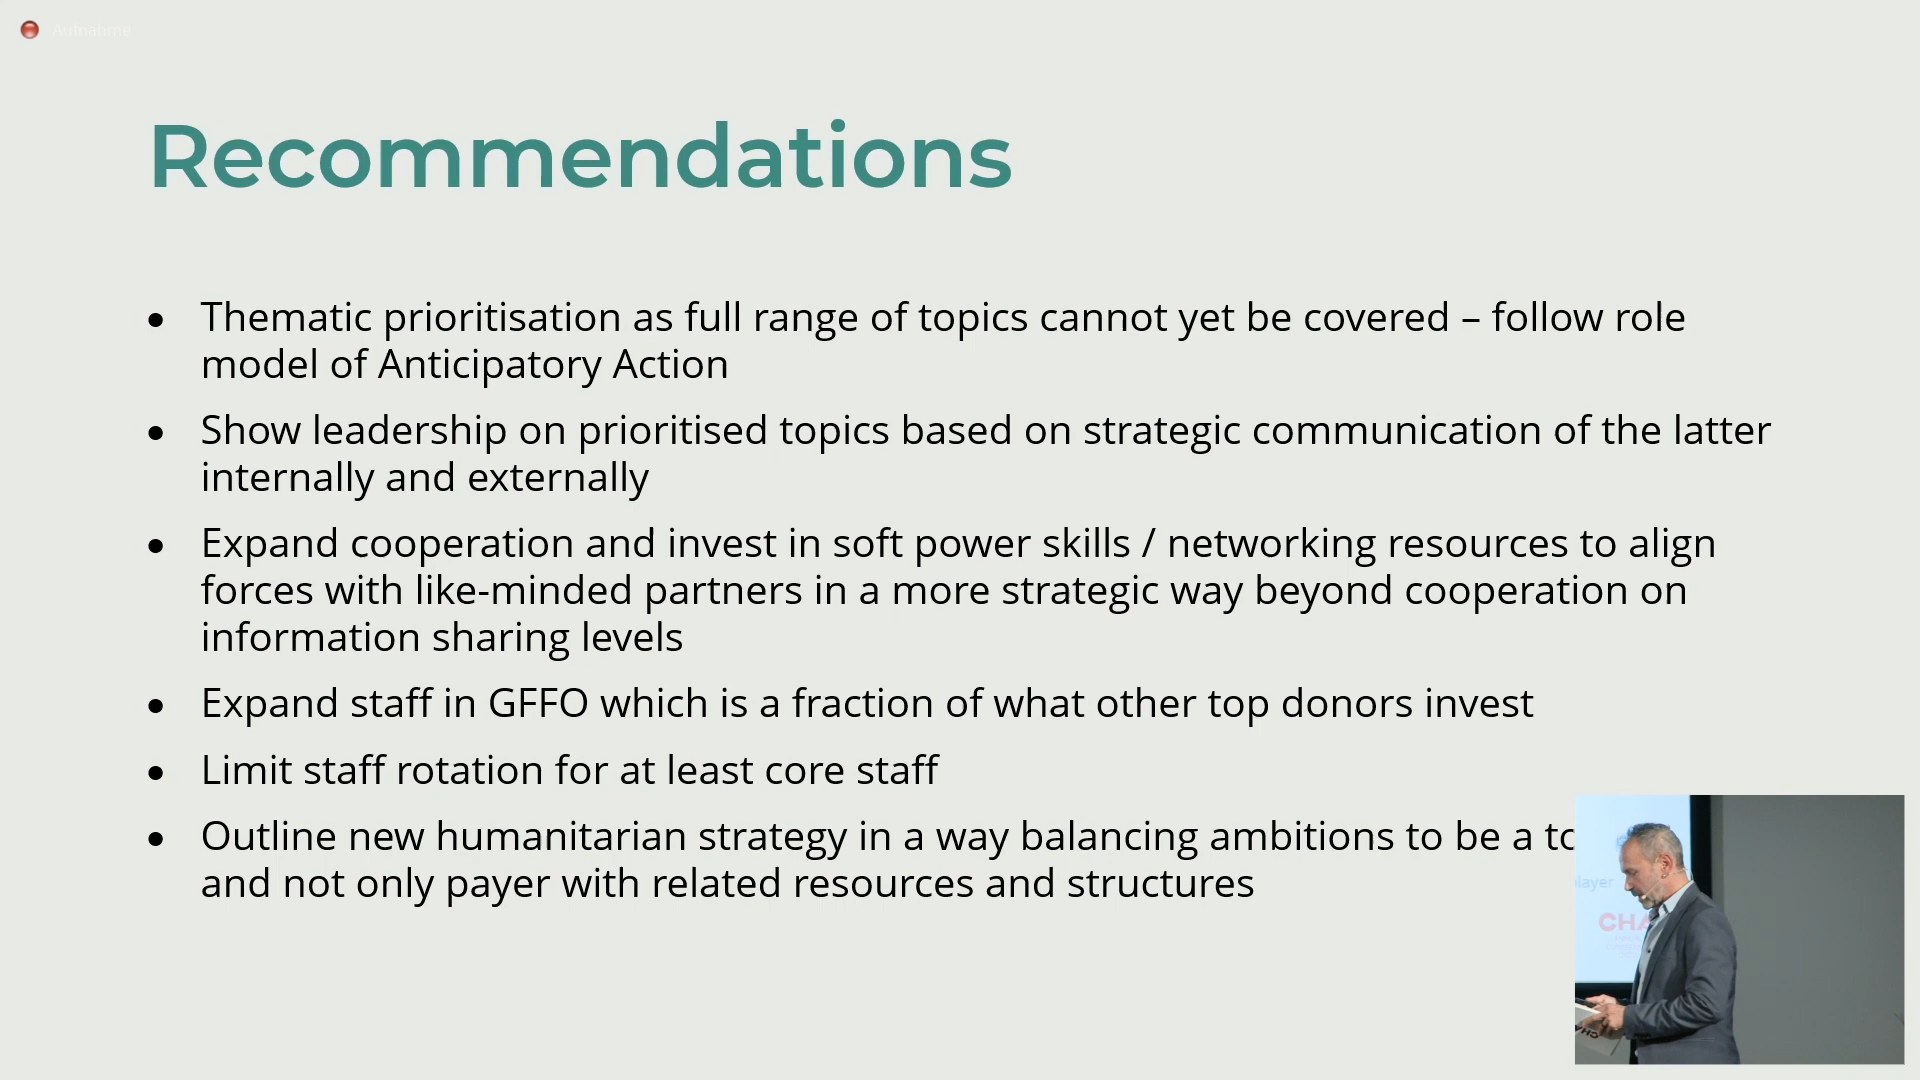 Aufnahme
Recommendations
• Thematic prioritisation as full range of topics cannot yet be covered – follow role
model of Anticipatory Action
• Show leadership on prioritised topics based on strategic communication of the latter
internally and externally
• Expand cooperation and invest in soft power skills / networking resources to align
forces with like-minded partners in a more strategic way beyond cooperation on
information sharing levels
• Expand staff in GFFO which is a fraction of what other top donors invest
• Limit staff rotation for at least core staff
• Outline new humanitarian strategy in a way balancing ambitions to be a
and not only payer with related resources and structures
layer
CHA